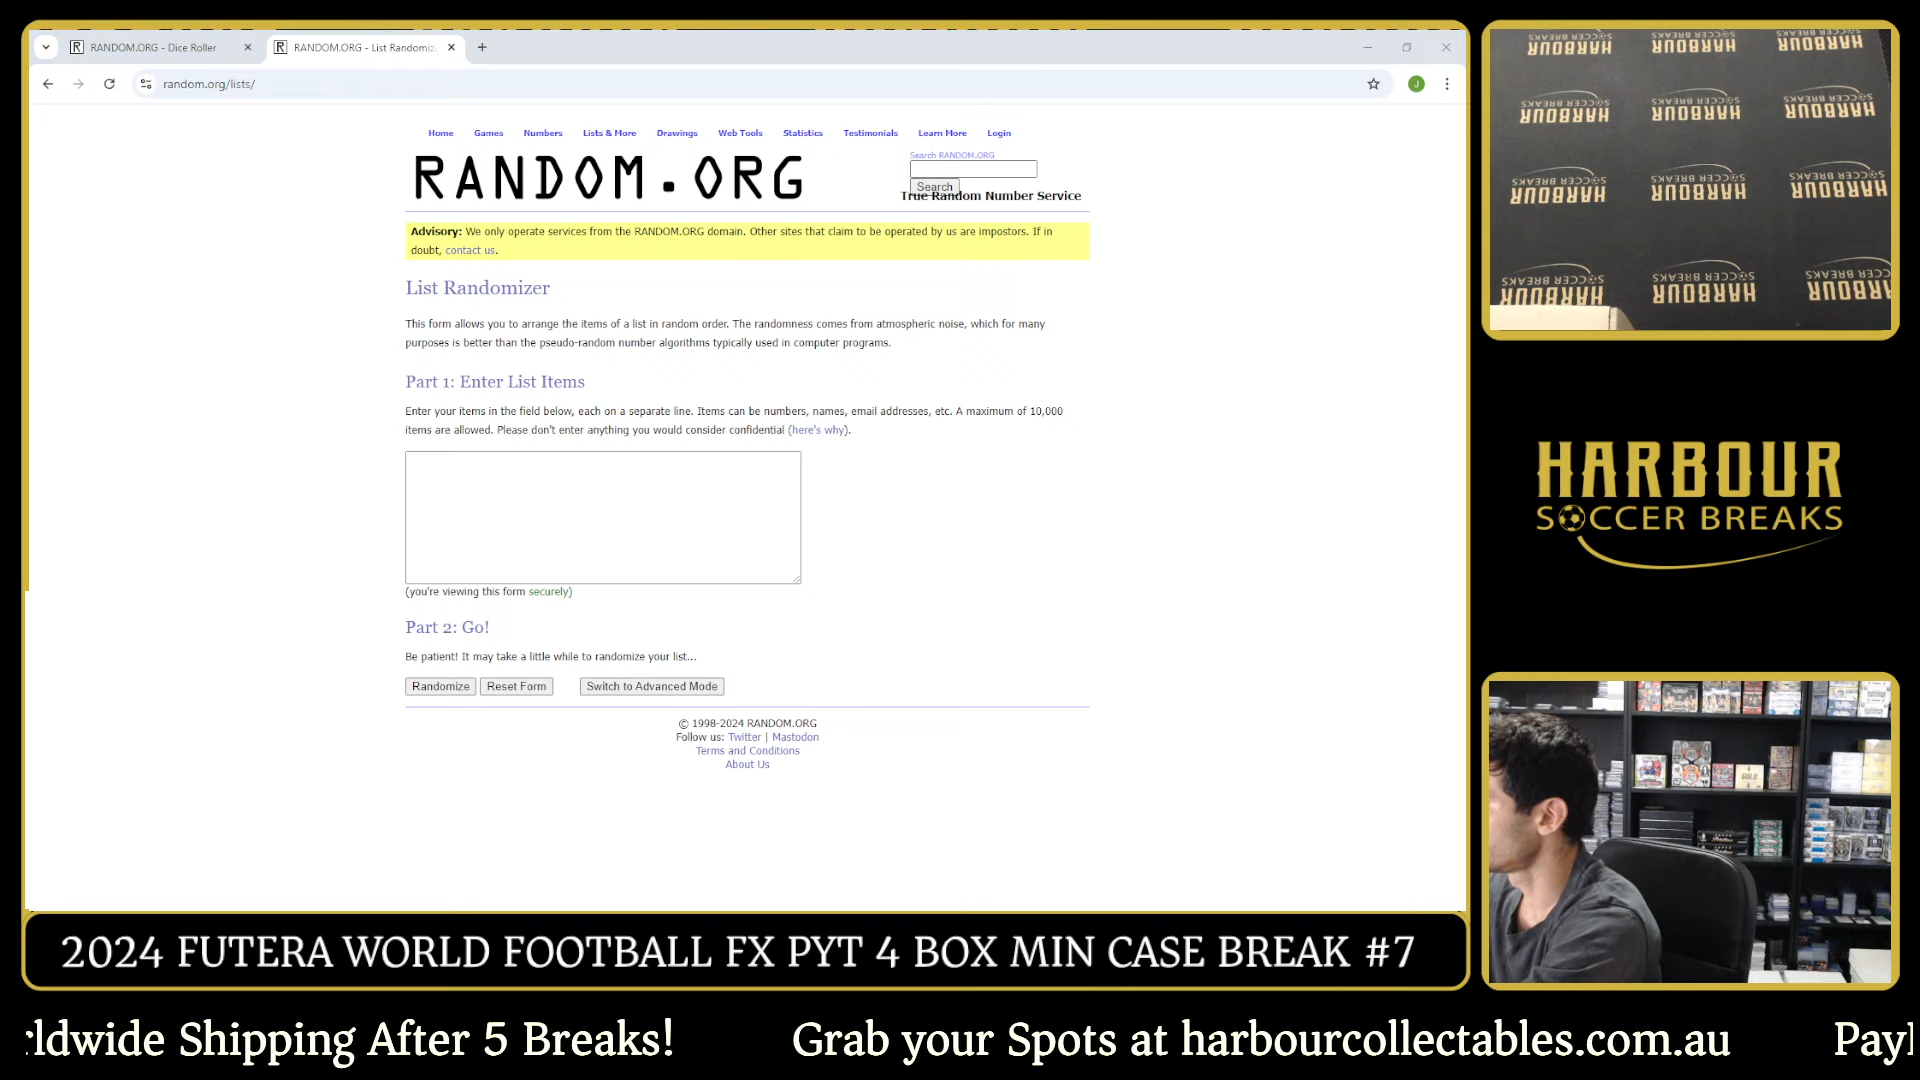 RANDOM.ORG - Dice Roller
RANDOM.ORG - List Randomiz
random.org/lists/
J
Home Games Numbers Lists & More Drawings Web Tools Statistics Testimonials Learn More Login
RANDOM.ORG
Search RANDOM.ORG
Search
True Random Number Service
Advisory: We only operate services from the RANDOM.ORG domain. Other sites that claim to be operated by us are impostors. If in
doubt, contact us.
List Randomizer
This form allows you to arrange the items of a list in random order. The randomness comes from atmospheric noise, which for many
purposes is better than the pseudo-random number algorithms typically used in computer programs.
Part 1: Enter List Items
Enter your items in the field below, each on a separate line. Items can be numbers, names, email addresses, etc. A maximum of 10,000
items are allowed. Please don't enter anything you would consider confidential (here's why).
(you're viewing this form securely)
Part 2: Go!
Be patient! It may take a little while to randomize your list...
Randomize Reset Form Switch to Advanced Mode
© 1998-2024 RANDOM.ORG
Follow us: Twitter | Mastodon
Terms and Conditions
About Us
HARBOUR
SOCCER BREAKS
HARBOUR
SOCCER BREAKS
2024 FUTERA WORLD FOOTBALL FX PYT 4 BOX MIN CASE BREAK #7
rldwide Shipping After 5 Breaks! Grab your Spots at harbourcollectables.com.au